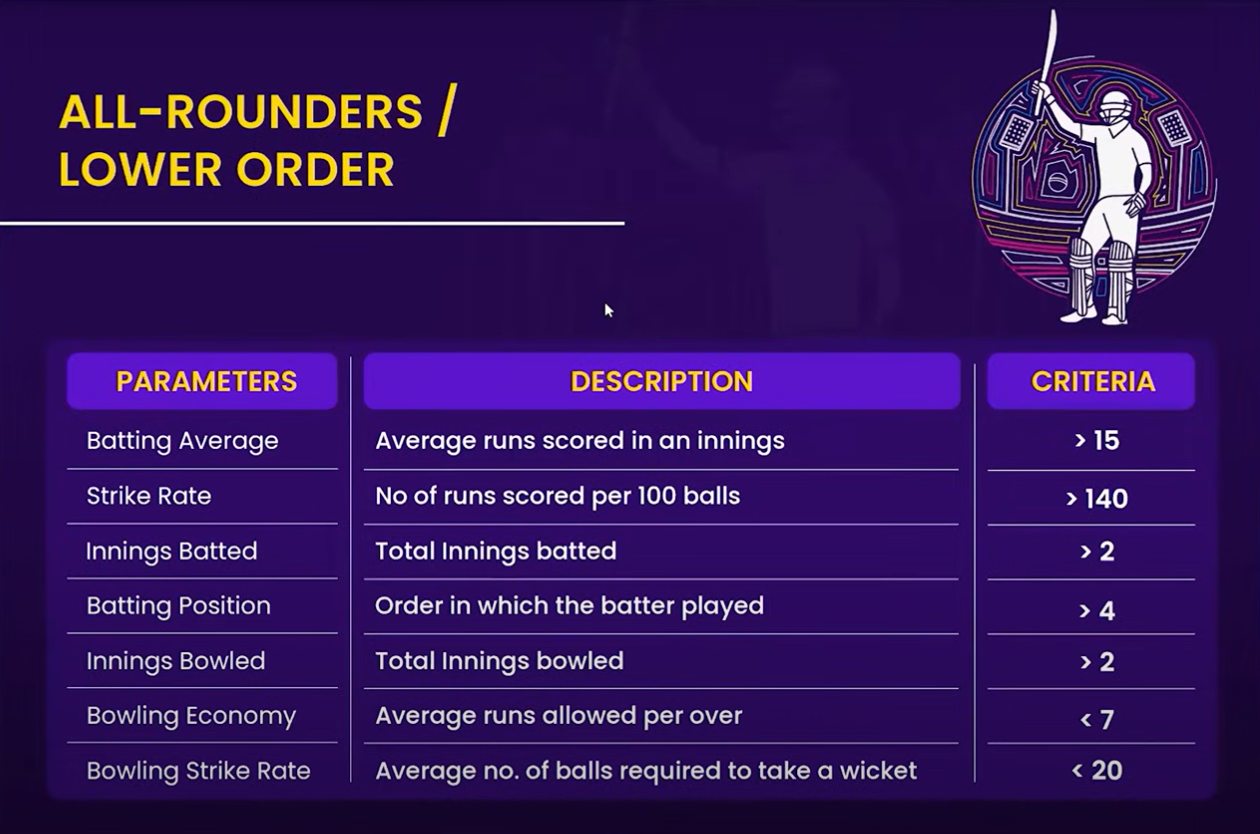 ALL-ROUNDERS /
LOWER ORDER
PARAMETERS DESCRIPTION CRITERIA
Batting Average Average runs scored in an innings > 15
Strike Rate No of runs scored per 100 balls > 140
Innings Batted Total Innings batted > 2
Batting Position Order in which the batter played > 4
Innings Bowled Total Innings bowled > 2
Bowling Economy Average runs allowed per over < 7
Bowling Strike Rate Average no. of balls required to take a wicket < 20